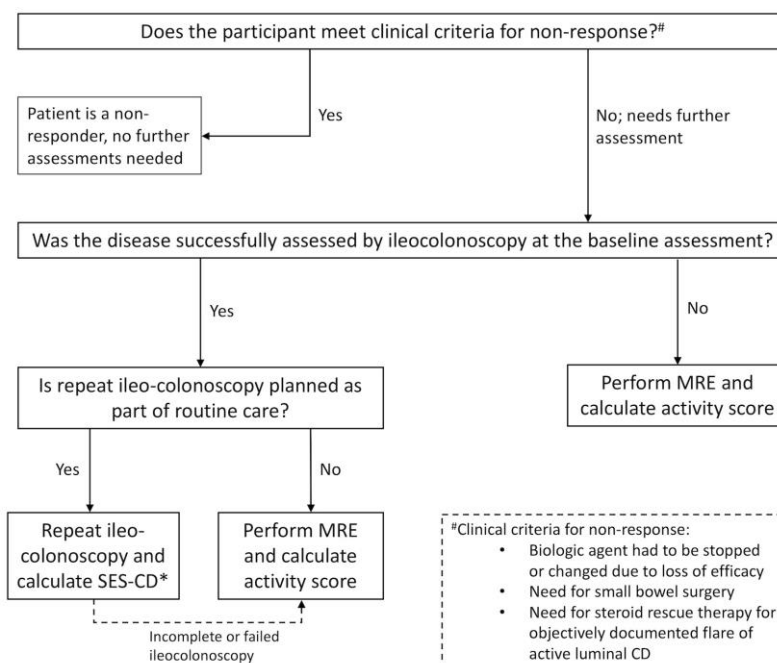 Does the participant meet clinical criteria for non-response?#
Yes
No; needs further
assessment
Patient is a non-
responder, no further
assessments needed
Was the disease successfully assessed by ileocolonoscopy at the baseline assessment?
Yes
No
Is repeat ileo-colonoscopy planned as
part of routine care?
Perform MRE and
calculate activity score
Yes
No
Repeat ileo-
colonoscopy and
calculate SES-CD*
Perform MRE
and calculate
activity score
Incomplete or failed
ileocolonoscopy
#Clinical criteria for non-response:
• Biologic agent had to be stopped
or changed due to loss of efficacy
• Need for small bowel surgery
• Need for steroid rescue therapy for
objectively documented flare of
active luminal CD